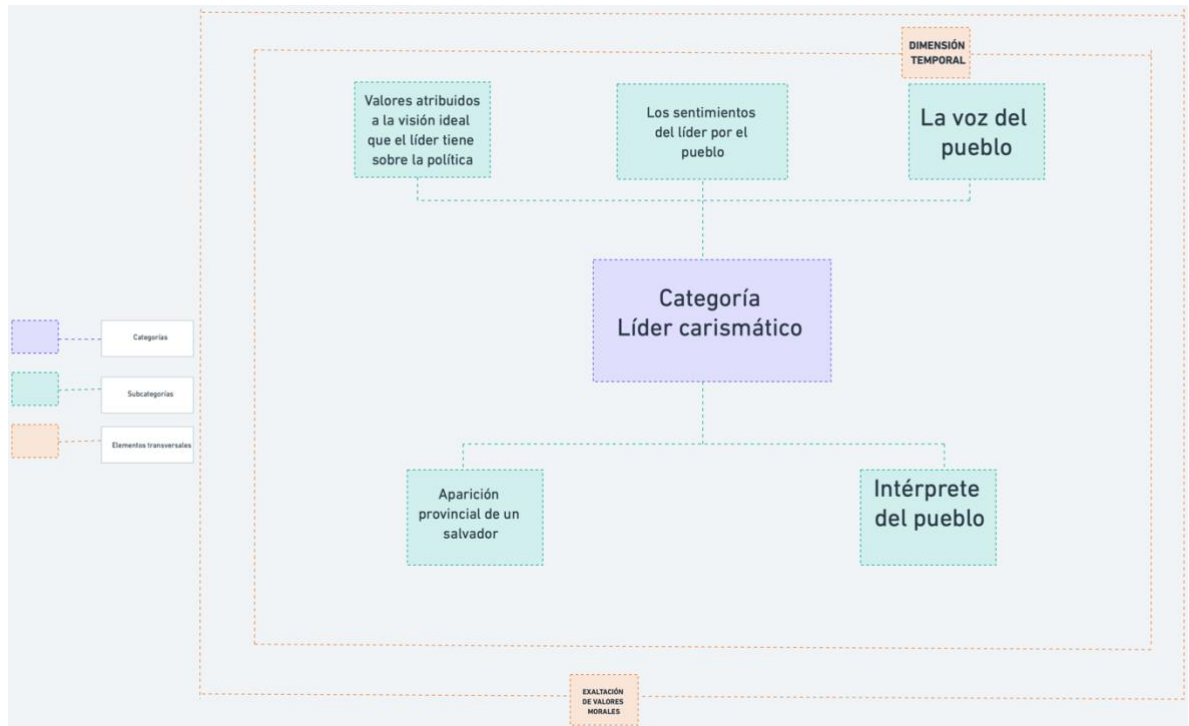 DIMENSIÓN
TEMPORAL
Valores atribuidos
a la visión ideal
que el líder tiene
sobre la política
Los sentimientos
del líder por el
pueblo
La voz del
pueblo
Categoría
Líder carismático
Categorías
Subcategorías
Elementos transversales
Aparición
provincial de un
salvador
Intérprete
del pueblo
EXALTACIÓN
DE VALORES
MORALES